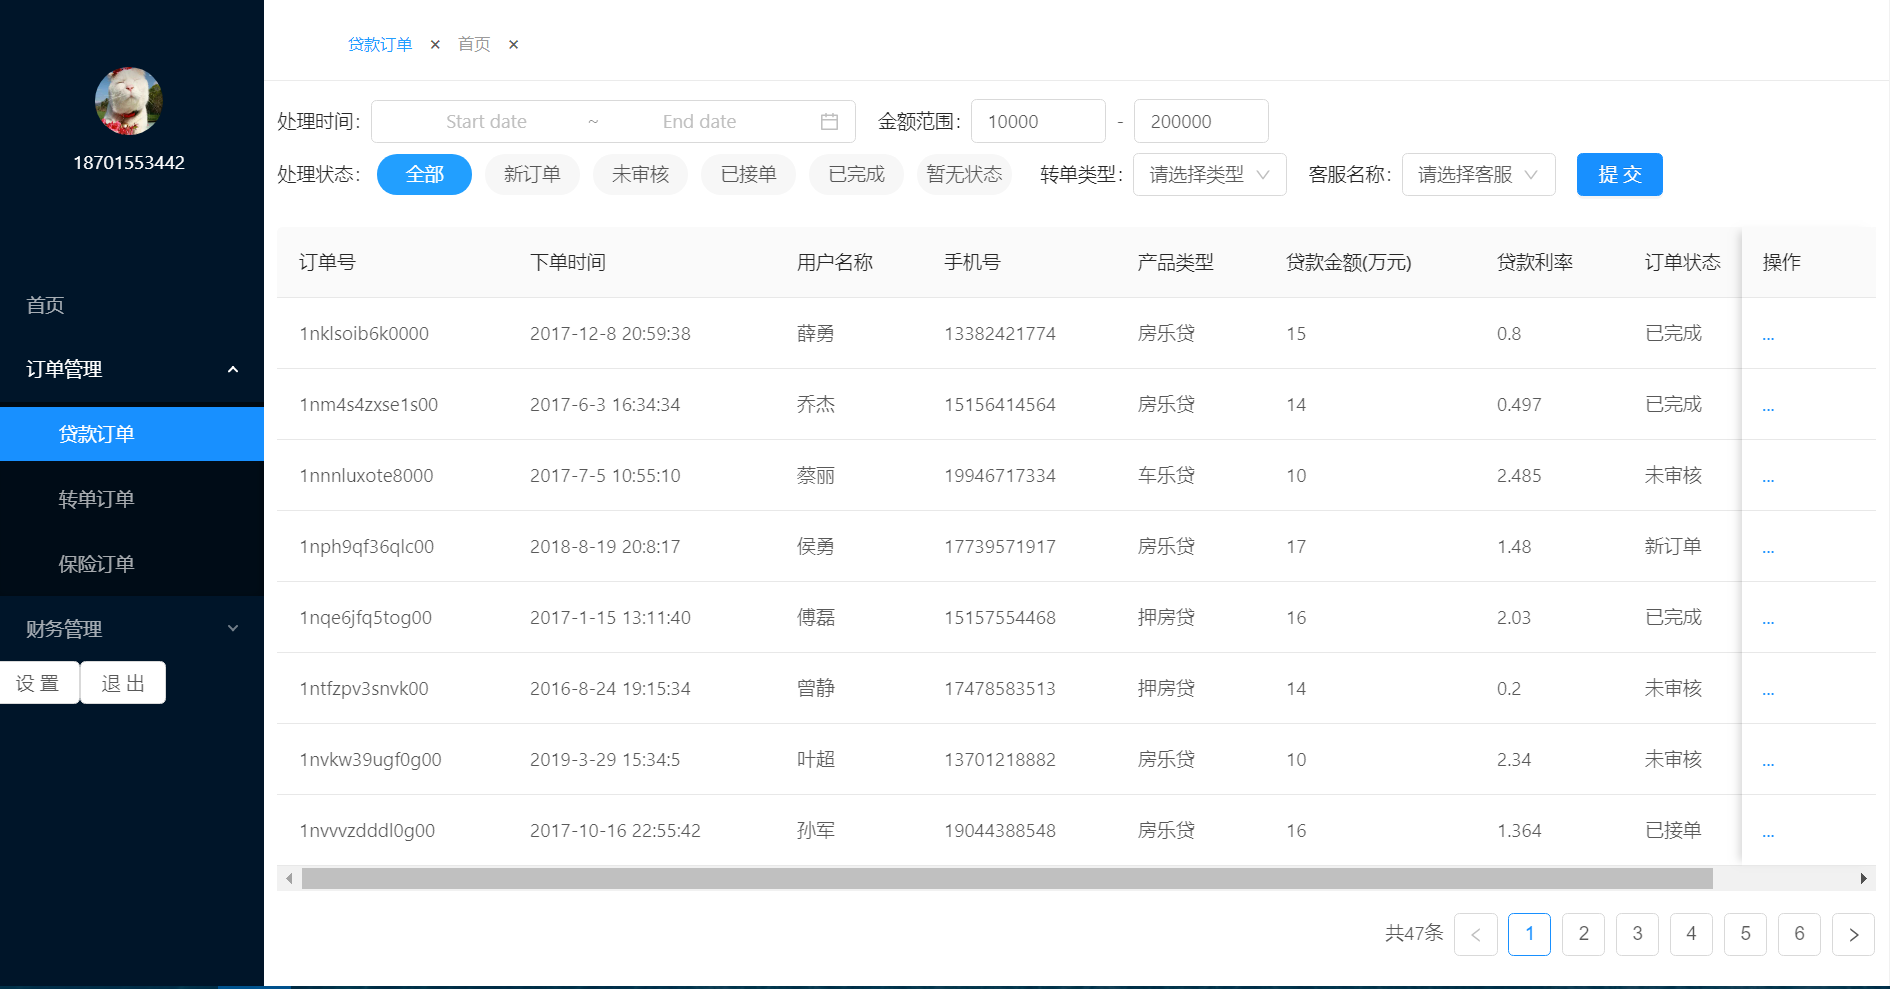 18701553442
首页
订单管理
贷款订单
转单订单
保险订单
财务管理
设 置 退 出
贷款订单 × 首页 ×
处理时间: Start date ~ End date 金额范围: 10000 - 200000
处理状态: 全部 新订单 未审核 已接单 已完成 暂无状态 转单类型: 请选择类型 客服名称: 请选择客服 提 交
订单号 下单时间 用户名称 手机号 产品类型 贷款金额(万元) 贷款利率 订单状态 操作
1nklsoib6k0000 2017-12-8 20:59:38 薛勇 13382421774 房乐贷 15 0.8 已完成 ...
1nm4s4zxse1s00 2017-6-3 16:34:34 乔杰 15156414564 房乐贷 14 0.497 已完成 ...
1nnnluxote8000 2017-7-5 10:55:10 蔡丽 19946717334 车乐贷 10 2.485 未审核 ...
1nph9qf36qlc00 2018-8-19 20:8:17 侯勇 17739571917 房乐贷 17 1.48 新订单 ...
1nqe6jfq5tog00 2017-1-15 13:11:40 傅磊 15157554468 押房贷 16 2.03 已完成 ...
1ntfzpv3snvk00 2016-8-24 19:15:34 曾静 17478583513 押房贷 14 0.2 未审核 ...
1nvkw39ugf0g00 2019-3-29 15:34:5 叶超 13701218882 房乐贷 10 2.34 未审核 ...
1nvvvzdddl0g00 2017-10-16 22:55:42 孙军 19044388548 房乐贷 16 1.364 已接单 ...
共47条 < 1 2 3 4 5 6 >